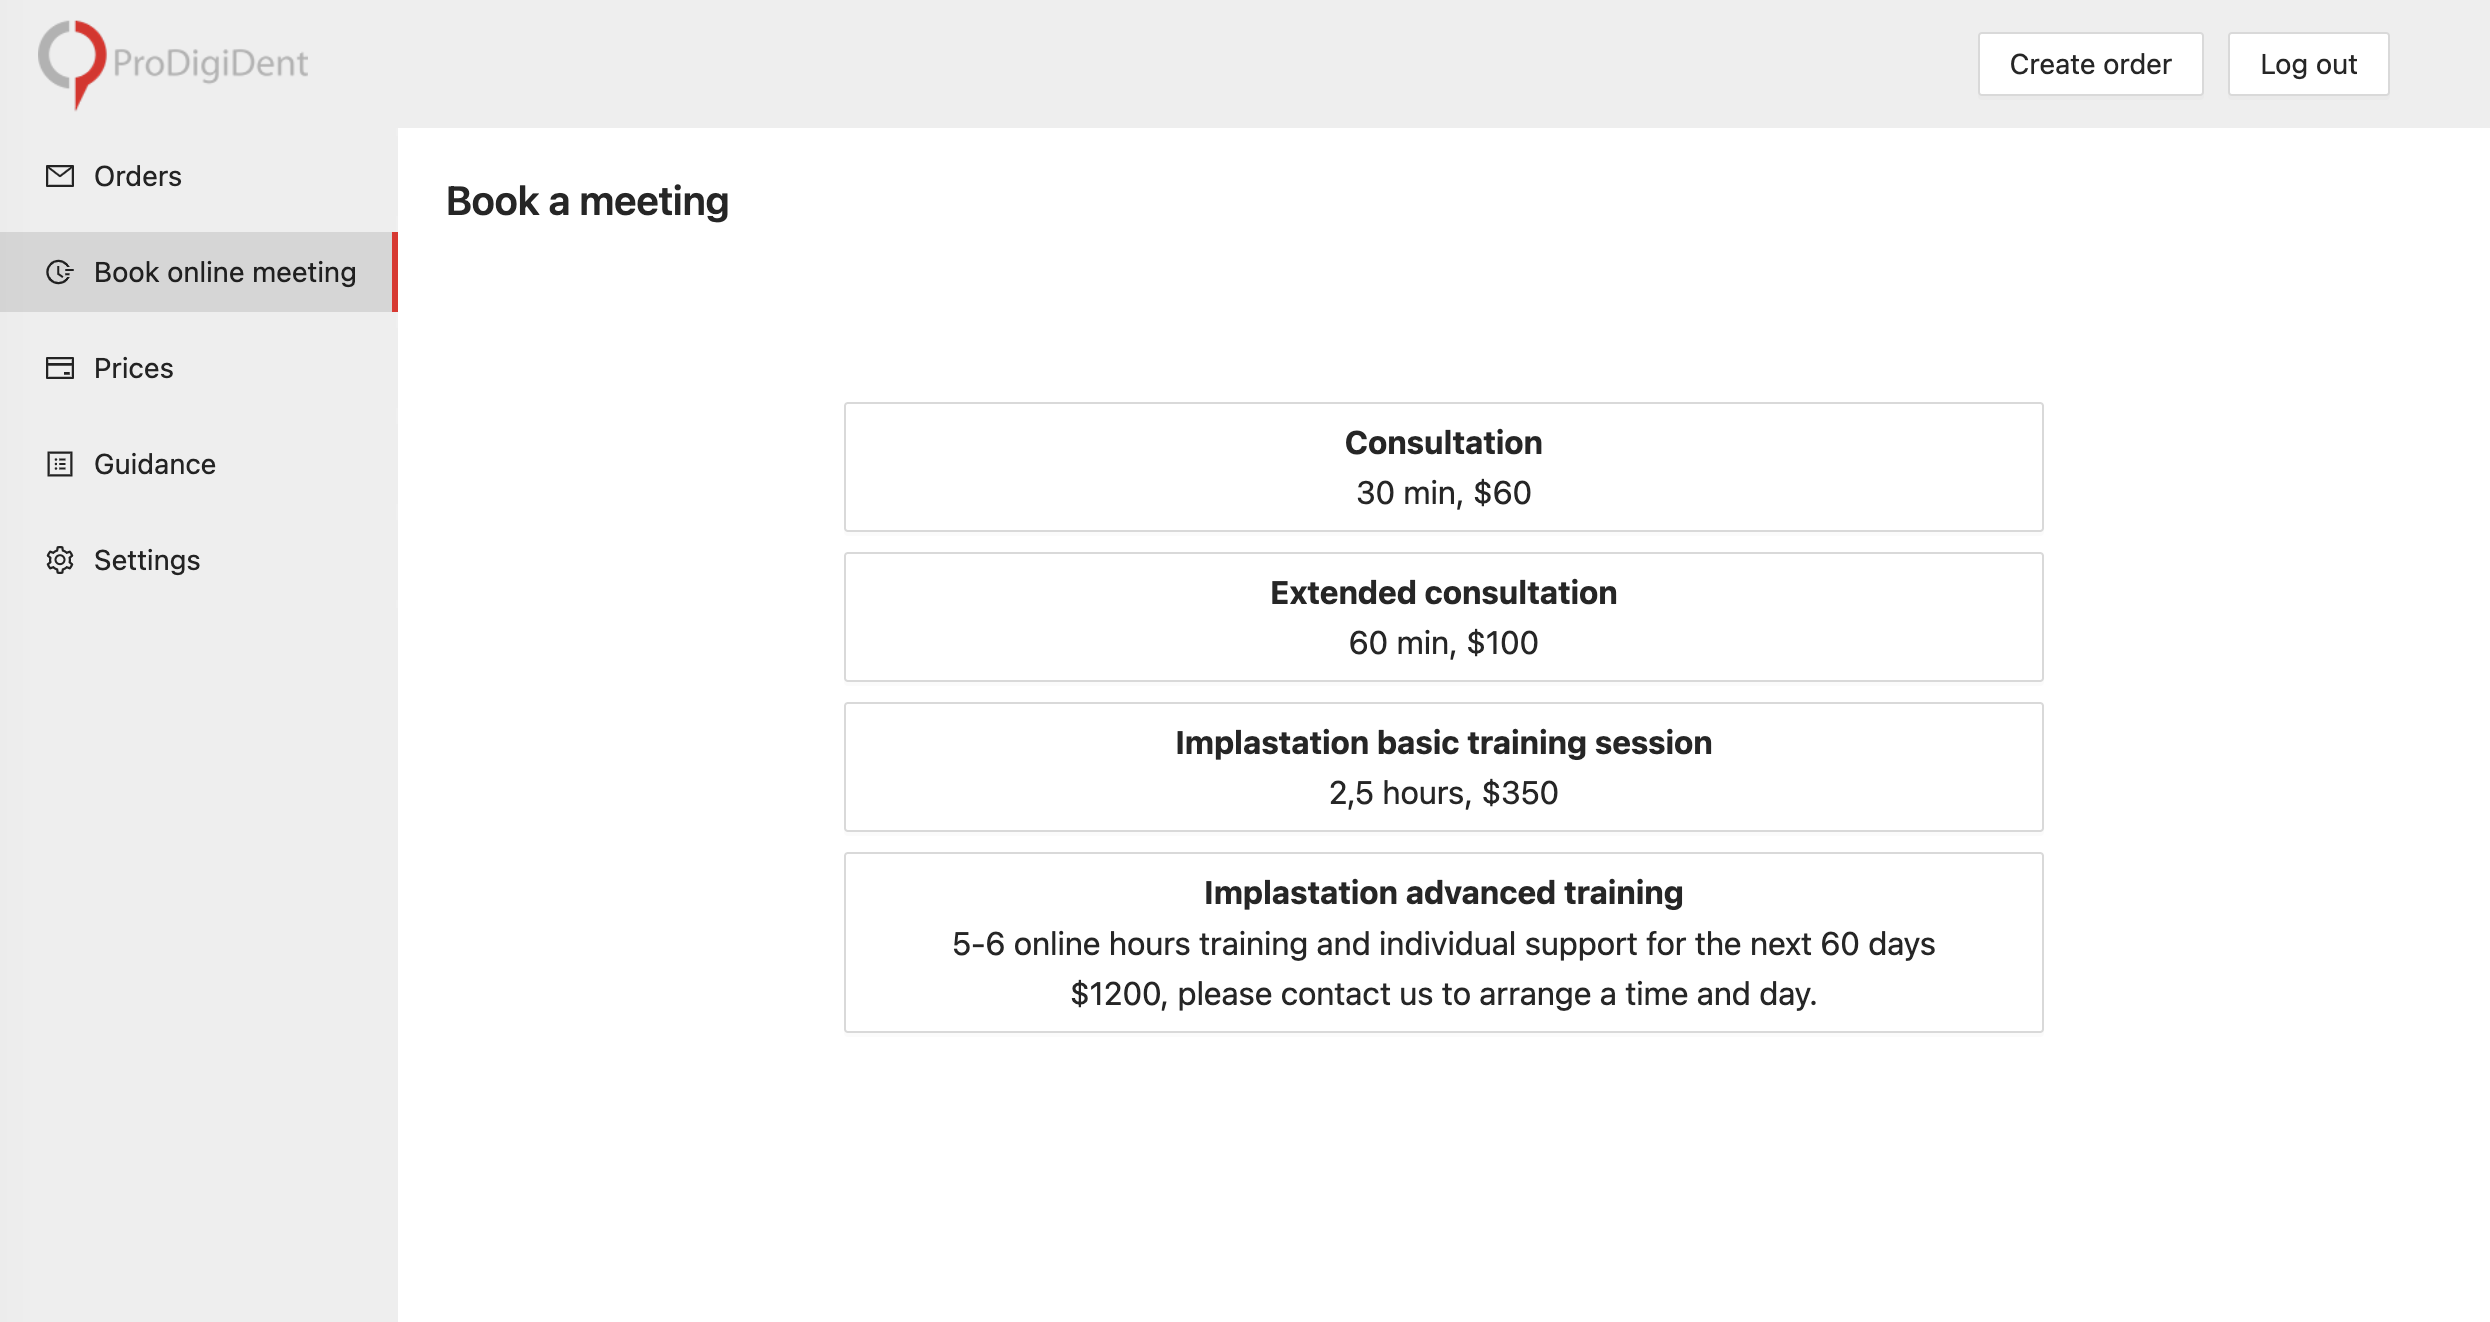 ProDigiDent
Create order
Log out
Orders
Book online meeting
Prices
Guidance
Settings
Book a meeting
Consultation
30 min, $60
Extended consultation
60 min, $100
Implastation basic training session
2,5 hours, $350
Implastation advanced training
5-6 online hours training and individual support for the next 60 days
$1200, please contact us to arrange a time and day.